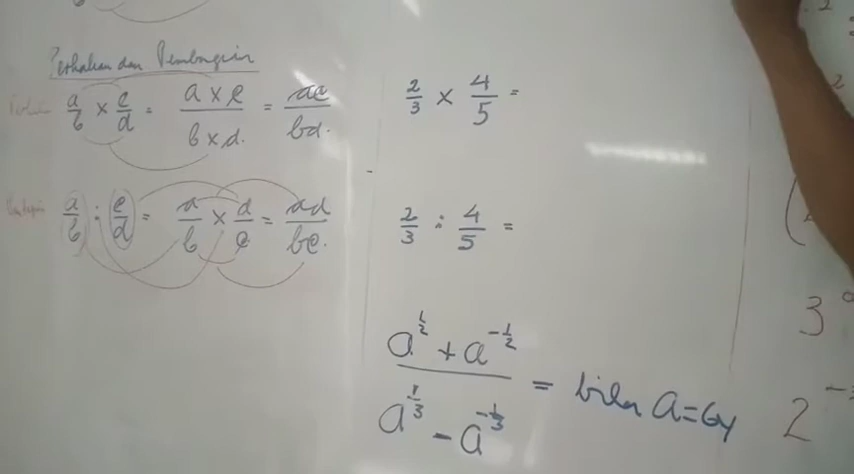 Perkalian dan Pembagian
a/b × c/d = a × c / b × d = ac/bd.
a/b : c/d = a/b × d/c = ad/bc.
2/3 × 4/5 =
2/3 : 4/5 =
a^(1/2) + a^(-1/2) / a^(1/3) - a^(-1/3) = bila a=64
3
2